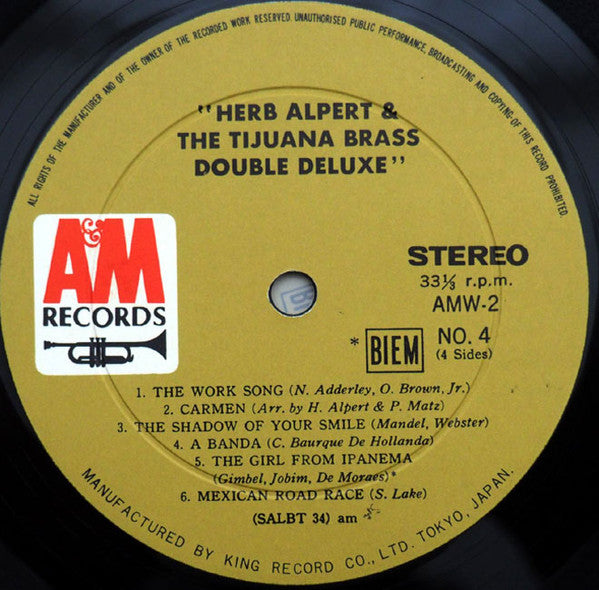 ALL RIGHTS OF THE MANUFACTURER AND OF THE OWNER OF THE RECORDED WORK RESERVED. UNAUTHORISED PUBLIC PERFORMANCE, BROADCASTING AND COPYING OF THIS RECORD PROHIBITED.
"HERB ALPERT &
THE TIJUANA BRASS
DOUBLE DELUXE"
A&M
RECORDS
STEREO
33⅓ r.p.m.
AMW-2
* BIEM NO. 4
(4 Sides)
1. THE WORK SONG (N. Adderley, O. Brown, Jr.)
2. CARMEN (Arr. by H. Alpert & P. Matz)
3. THE SHADOW OF YOUR SMILE (Mandel, Webster)
4. A BANDA (C. Baurque De Hollanda)
5. THE GIRL FROM IPANEMA
(Gimbel, Jobim, De Moraes)*
6. MEXICAN ROAD RACE (S. Lake)
(SALBT 34) am
MANUFACTURED BY KING RECORD CO., LTD. TOKYO, JAPAN.